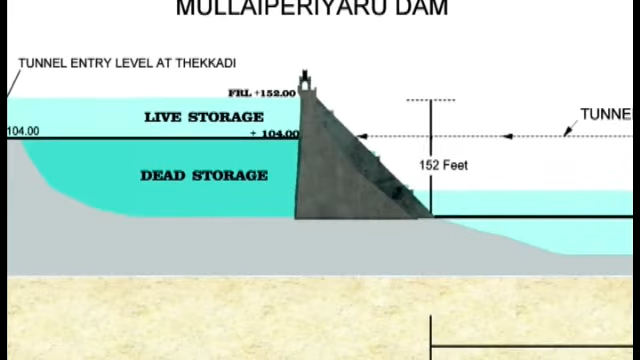 MULLAIPERIYARU DAM
TUNNEL ENTRY LEVEL AT THEKKADI
FRL +152.00
LIVE STORAGE
TUNNE
104.00
+ 104.00
152 Feet
DEAD STORAGE